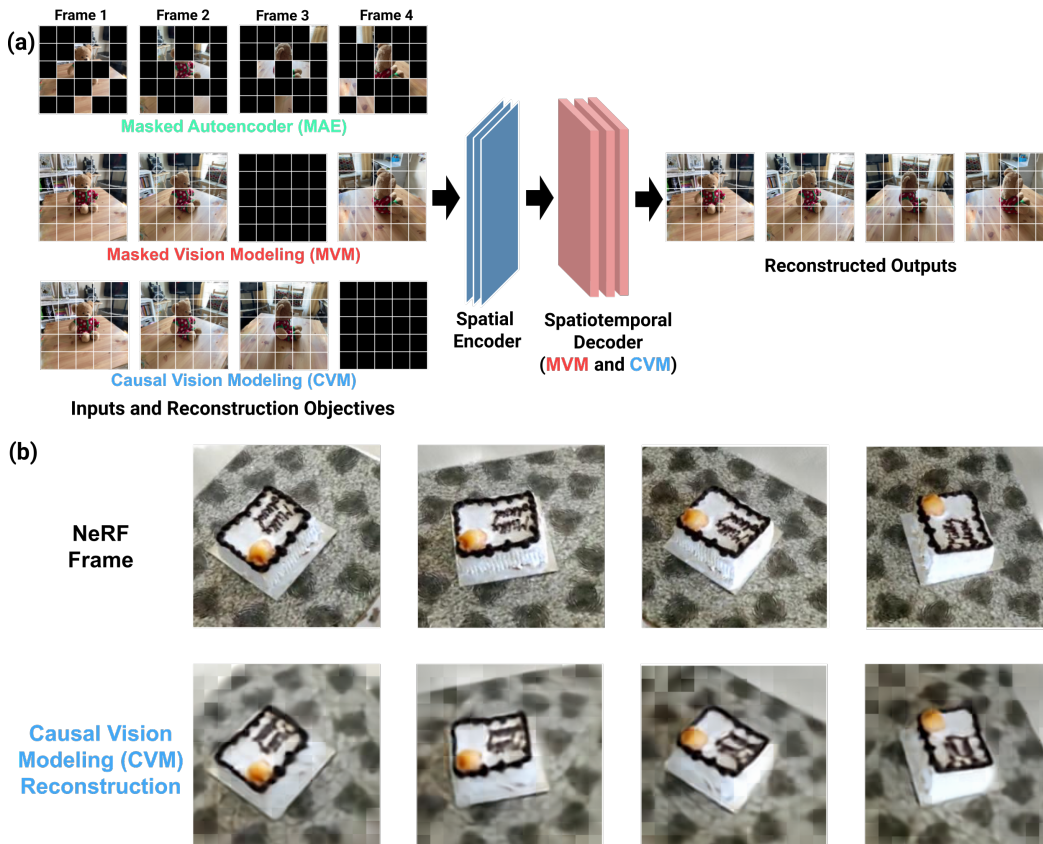 Frame 1 Frame 2 Frame 3 Frame 4
(a)
Masked Autoencoder (MAE)
Masked Vision Modeling (MVM)
Causal Vision Modeling (CVM)
Inputs and Reconstruction Objectives
Spatial
Encoder
Spatiotemporal
Decoder
(MVM and CVM)
Reconstructed Outputs
(b)
NeRF
Frame
Causal Vision
Modeling (CVM)
Reconstruction